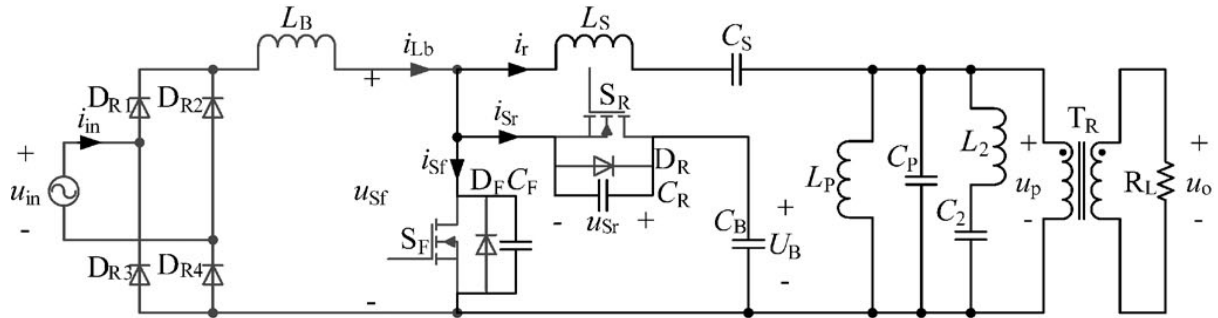 L_B
i_Lb
+
i_r
L_S
C_S
S_R
D_R1
D_R2
i_in
+
u_in
-
D_R3
D_R4
i_Sr
i_Sf
u_Sf
D_F
C_F
S_F
-
D_R
C_R
- u_Sr +
C_B
+
U_B
-
L_P
C_P
L_2
C_2
+
u_p
-
T_R
R_L
+
u_o
-